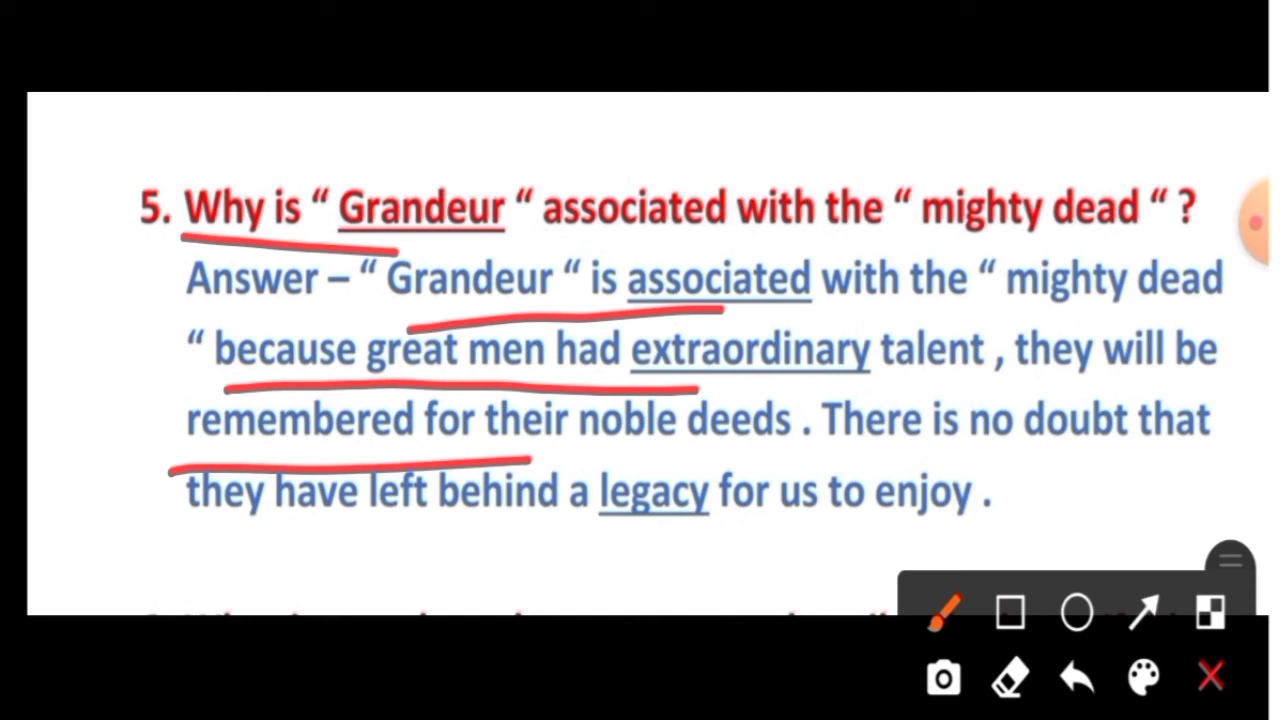 5. Why is “ Grandeur “ associated with the “ mighty dead “ ?
Answer – “ Grandeur “ is associated with the “ mighty dead
“ because great men had extraordinary talent , they will be
remembered for their noble deeds . There is no doubt that
they have left behind a legacy for us to enjoy .